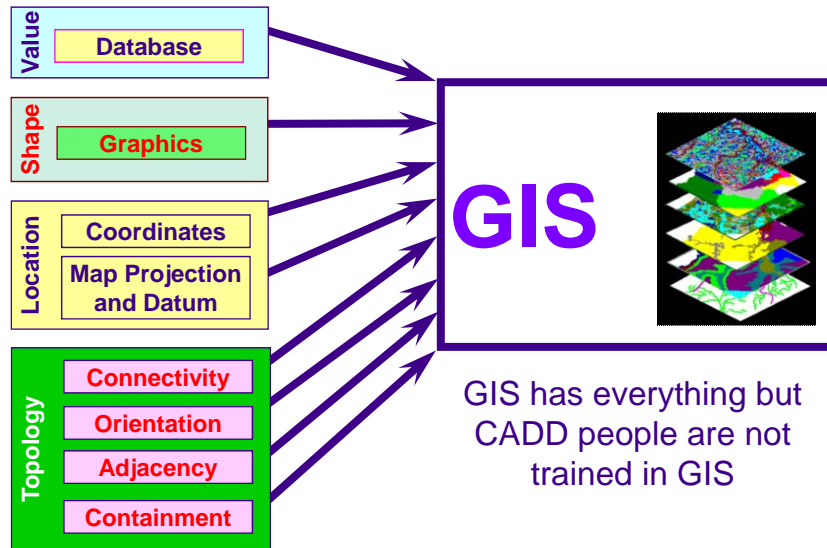 Value
Database
Shape
Graphics
Location
Coordinates
Map Projection
and Datum
Topology
Connectivity
Orientation
Adjacency
Containment
GIS
GIS has everything but
CADD people are not
trained in GIS